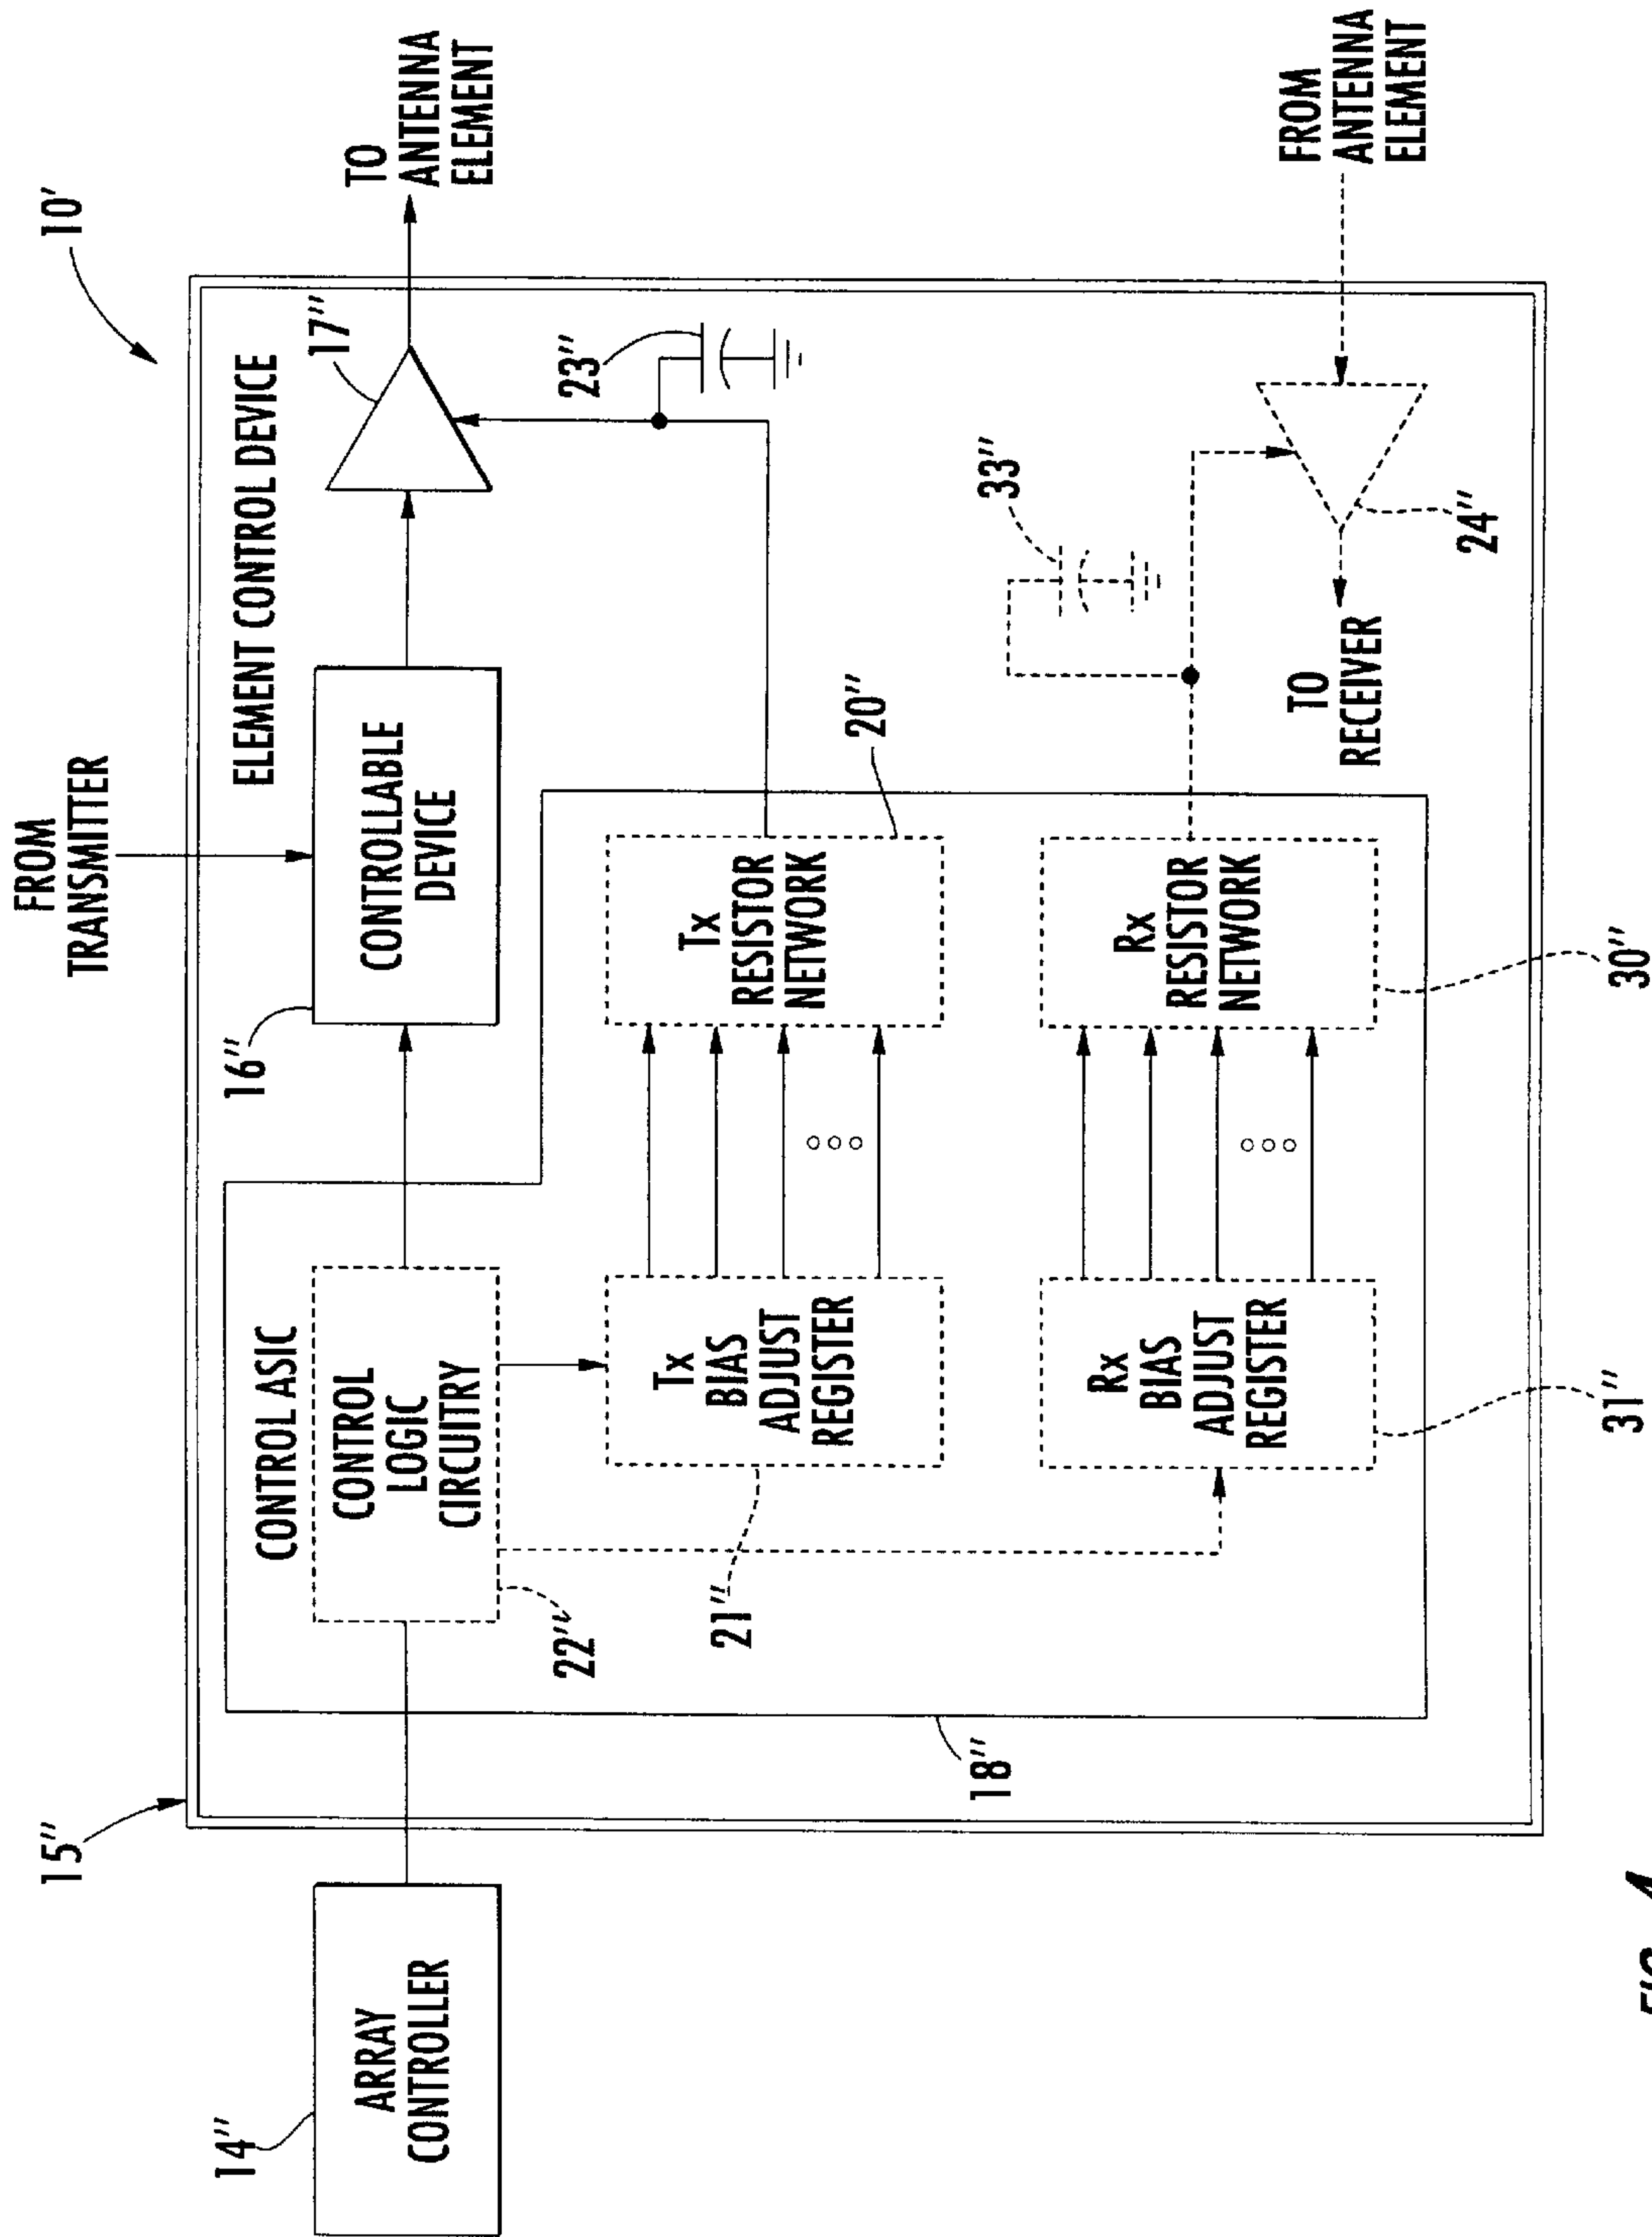 10′
FROM
TRANSMITTER
15″
ELEMENT CONTROL DEVICE
14″
ARRAY
CONTROLLER
CONTROL ASIC
CONTROL
LOGIC
CIRCUITRY
22″
16″
CONTROLLABLE
DEVICE
17″
TO
ANTENNA
ELEMENT
23″
Tx
BIAS
ADJUST
REGISTER
21″
Tx
RESISTOR
NETWORK
20″
18″
Rx
BIAS
ADJUST
REGISTER
31″
Rx
RESISTOR
NETWORK
30″
33″
24″
TO
RECEIVER
FROM
ANTENNA
ELEMENT